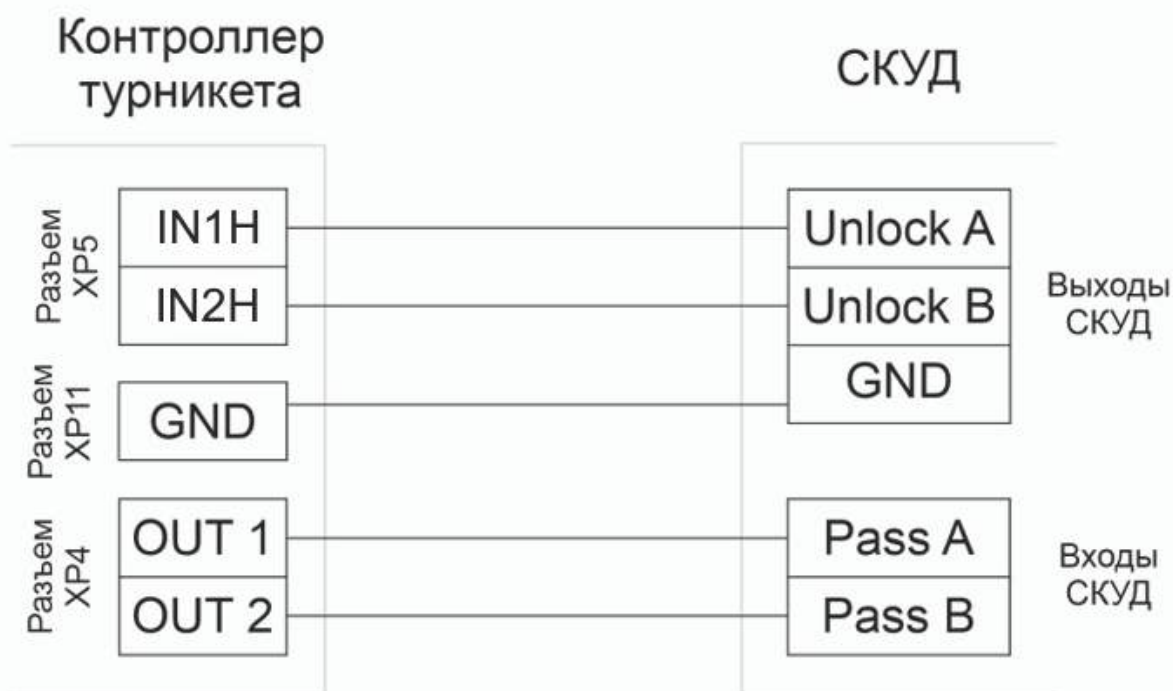 Контроллер
турникета
СКУД
Разъем
XP5
IN1H
IN2H
Unlock A
Unlock B
GND
Выходы
СКУД
Разъем
XP11
GND
Разъем
XP4
OUT 1
OUT 2
Pass A
Pass B
Входы
СКУД